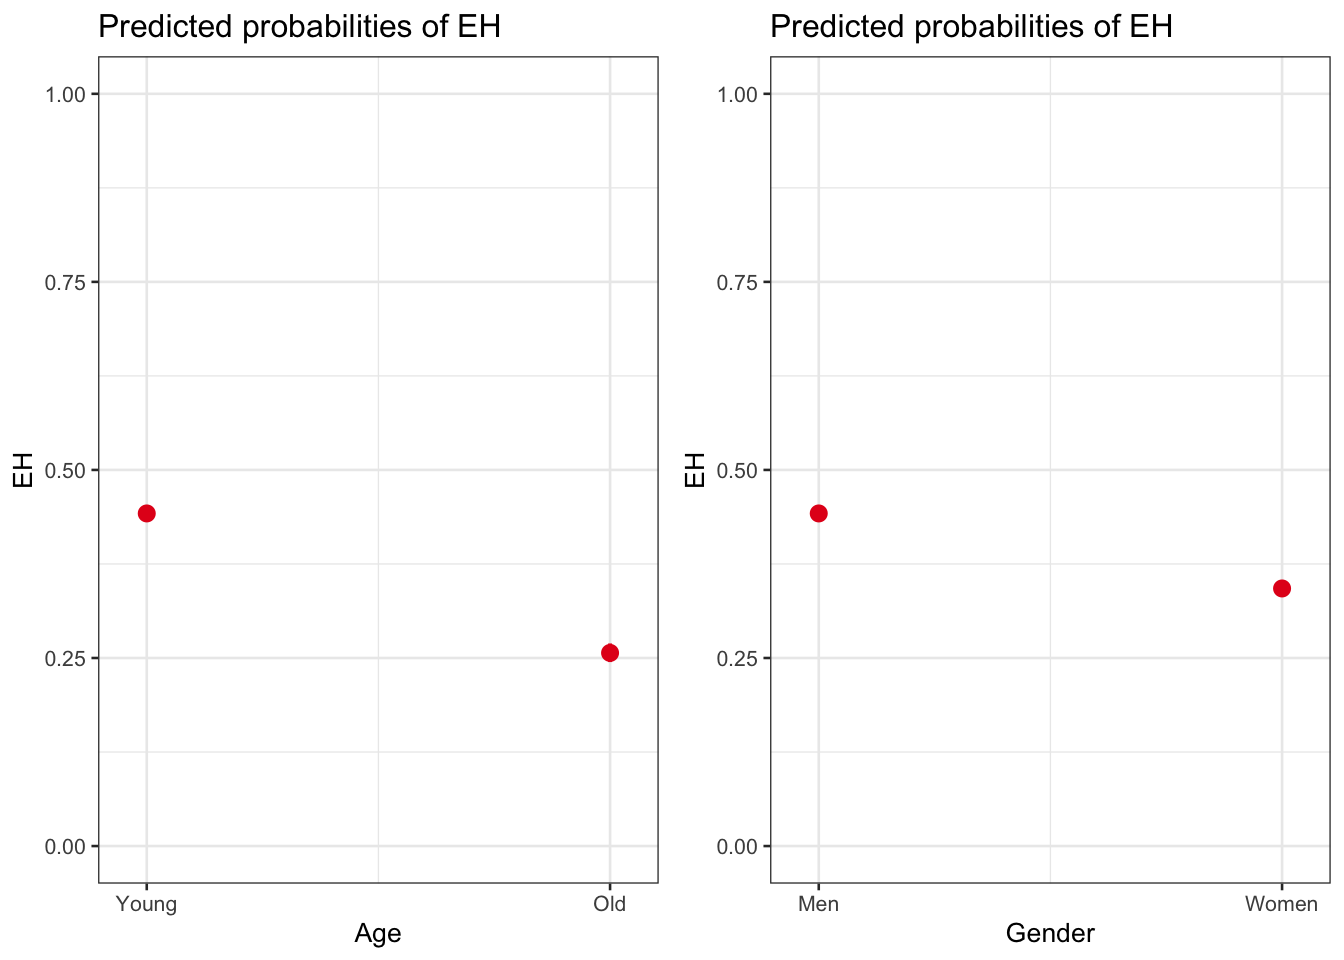 Predicted probabilities of EH
1.00
0.75
0.50
0.25
0.00
EH
Young
Old
Age
Predicted probabilities of EH
1.00
0.75
0.50
0.25
0.00
EH
Men
Women
Gender